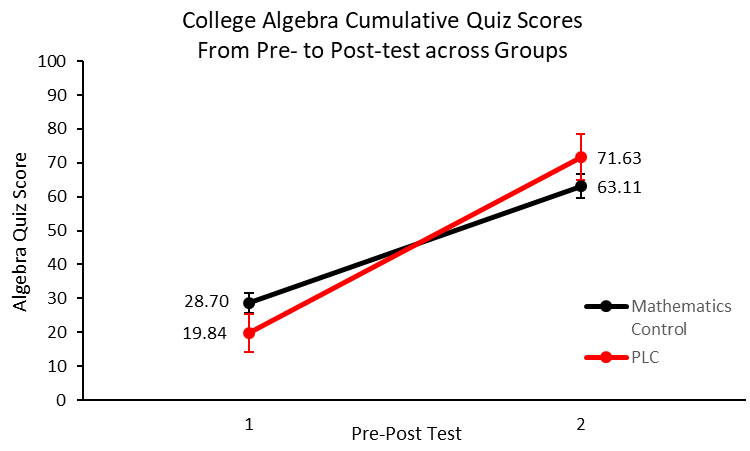 College Algebra Cumulative Quiz Scores
From Pre- to Post-test across Groups
100
90
80
70
60
50
40
30
20
10
0
Algebra Quiz Score
28.70
19.84
71.63
63.11
Mathematics
Control
PLC
1
2
Pre-Post Test